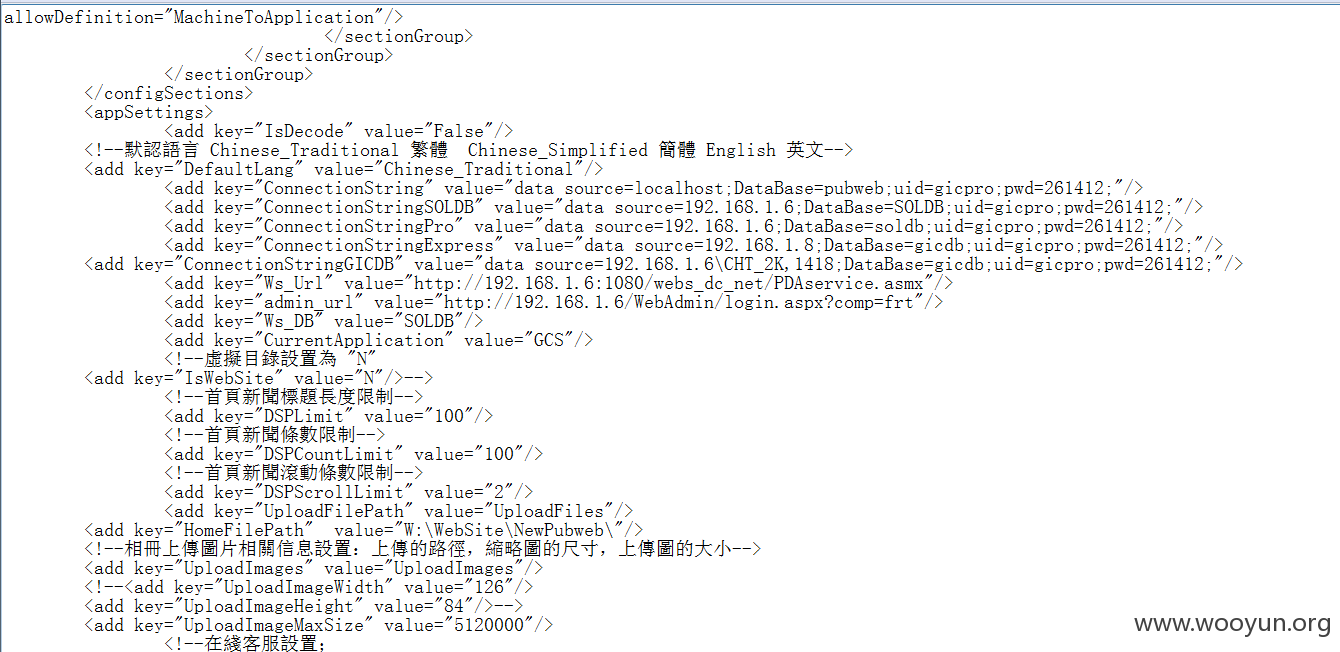 allowDefinition="MachineToApplication"/>
</sectionGroup>
</sectionGroup>
</sectionGroup>
</configSections>
<appSettings>
<add key="IsDecode" value="False"/>
<!--默認語言 Chinese_Traditional 繁體  Chinese_Simplified 簡體 English 英文-->
<add key="DefaultLang" value="Chinese_Traditional"/>
<add key="ConnectionString" value="data source=localhost;DataBase=pubweb;uid=gicpro;pwd=261412;"/>
<add key="ConnectionStringSOLDB" value="data source=192.168.1.6;DataBase=SOLDB;uid=gicpro;pwd=261412;"/>
<add key="ConnectionStringPro" value="data source=192.168.1.6;DataBase=soldb;uid=gicpro;pwd=261412;"/>
<add key="ConnectionStringExpress" value="data source=192.168.1.8;DataBase=gicdb;uid=gicpro;pwd=261412;"/>
<add key="ConnectionStringGICDB" value="data source=192.168.1.6\CHT_2K,1418;DataBase=gicdb;uid=gicpro;pwd=261412;"/>
<add key="Ws_Url" value="http://192.168.1.6:1080/webs_dc_net/PDAservice.asmx"/>
<add key="admin_url" value="http://192.168.1.6/WebAdmin/login.aspx?comp=frt"/>
<add key="Ws_DB" value="SOLDB"/>
<add key="CurrentApplication" value="GCS"/>
<!--虛擬目錄設置為 "N"
<add key="IsWebSite" value="N"/>-->
<!--首頁新聞標題長度限制-->
<add key="DSPLimit" value="100"/>
<!--首頁新聞條數限制-->
<add key="DSPCountLimit" value="100"/>
<!--首頁新聞滾動條數限制-->
<add key="DSPScrollLimit" value="2"/>
<add key="UploadFilePath" value="UploadFiles"/>
<add key="HomeFilePath"  value="W:\WebSite\NewPubweb\"/>
<!--相冊上傳圖片相關信息設置：上傳的路徑，縮略圖的尺寸，上傳圖的大小-->
<add key="UploadImages" value="UploadImages"/>
<!--<add key="UploadImageWidth" value="126"/>
<add key="UploadImageHeight" value="84"/>-->
<add key="UploadImageMaxSize" value="5120000"/>
<!--在綫客服設置；
www.wooyun.org